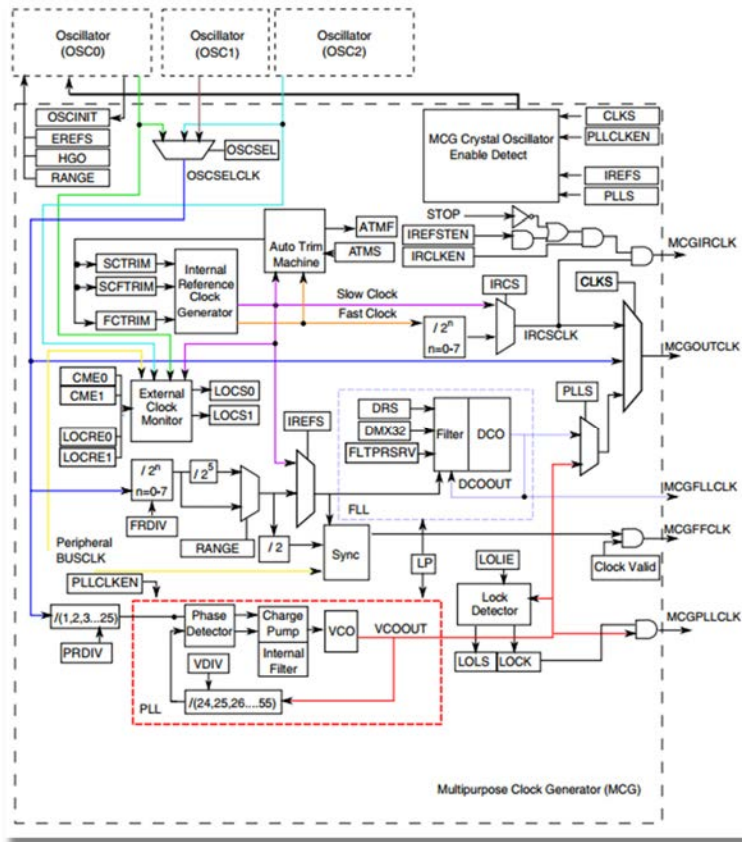 Oscillator
(OSC0)
Oscillator
(OSC1)
Oscillator
(OSC2)
OSCINIT
EREFS
HGO
RANGE
OSCSEL
OSCSELCLK
MCG Crystal Oscillator
Enable Detect
CLKS
PLLCLKEN
IREFS
PLLS
STOP
IREFSTEN
IRCLKEN
MCGIRCLK
ATMF
Auto Trim
Machine
ATMS
SCTRIM
SCFTRIM
FCTRIM
Internal
Reference
Clock
Generator
Slow Clock
Fast Clock
IRCS
CLKS
/ 2n
n=0-7
IRCSCLK
MCGOUTCLK
CME0
CME1
LOCRE0
LOCRE1
External
Clock
Monitor
LOCS0
LOCS1
IREFS
DRS
DMX32
FLTPRSRV
Filter
DCO
DCOOUT
FLL
PLLS
MCGFLLCLK
/ 2n
n=0-7
/ 25
FRDIV
RANGE
/ 2
Sync
Peripheral
BUSCLK
LP
MCGFFCLK
Clock Valid
PLLCLKEN
LOLIE
Lock
Detector
LOLS
LOCK
MCGPLLCLK
/(1,2,3...25)
PRDIV
Phase
Detector
Charge
Pump
Internal
Filter
VCO
VCOOUT
VDIV
/(24,25,26....55)
PLL
Multipurpose Clock Generator (MCG)